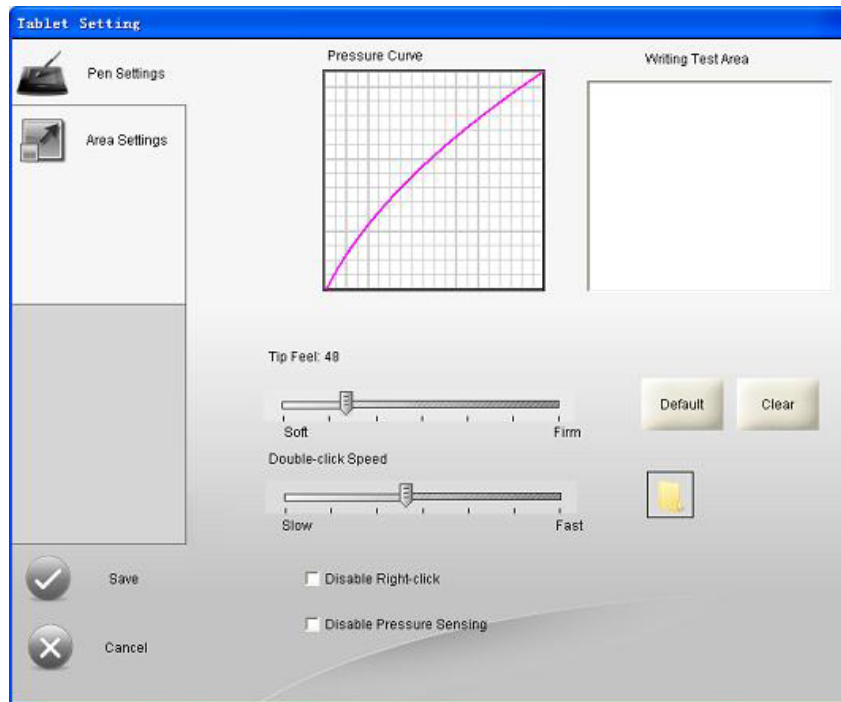 Tablet Setting
Pen Settings
Area Settings
Pressure Curve
Writing Test Area
Tip Feel: 48
Soft
Firm
Default
Clear
Double-click Speed
Slow
Fast
Save
Disable Right-click
Disable Pressure Sensing
Cancel